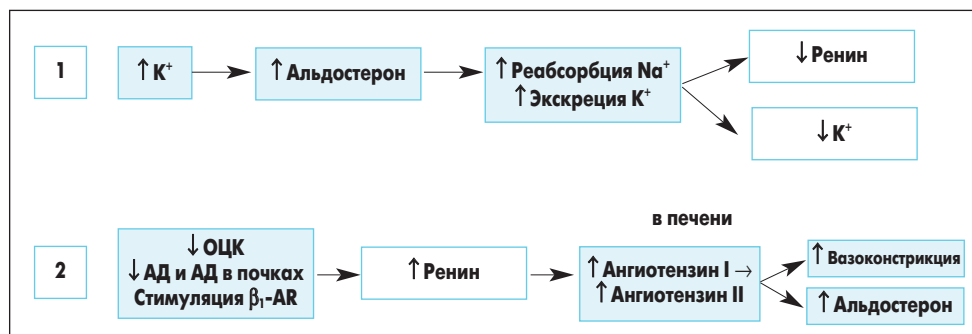 1
↑ K⁺
↑ Альдостерон
↑ Реабсорбция Na⁺
↑ Экскреция K⁺
↓ Ренин
↓ K⁺
2
↓ ОЦК
↓ АД и АД в почках
Стимуляция β₁-AR
↑ Ренин
в печени
↑ Ангиотензин I →
↑ Ангиотензин II
↑ Вазоконстрикция
↑ Альдостерон